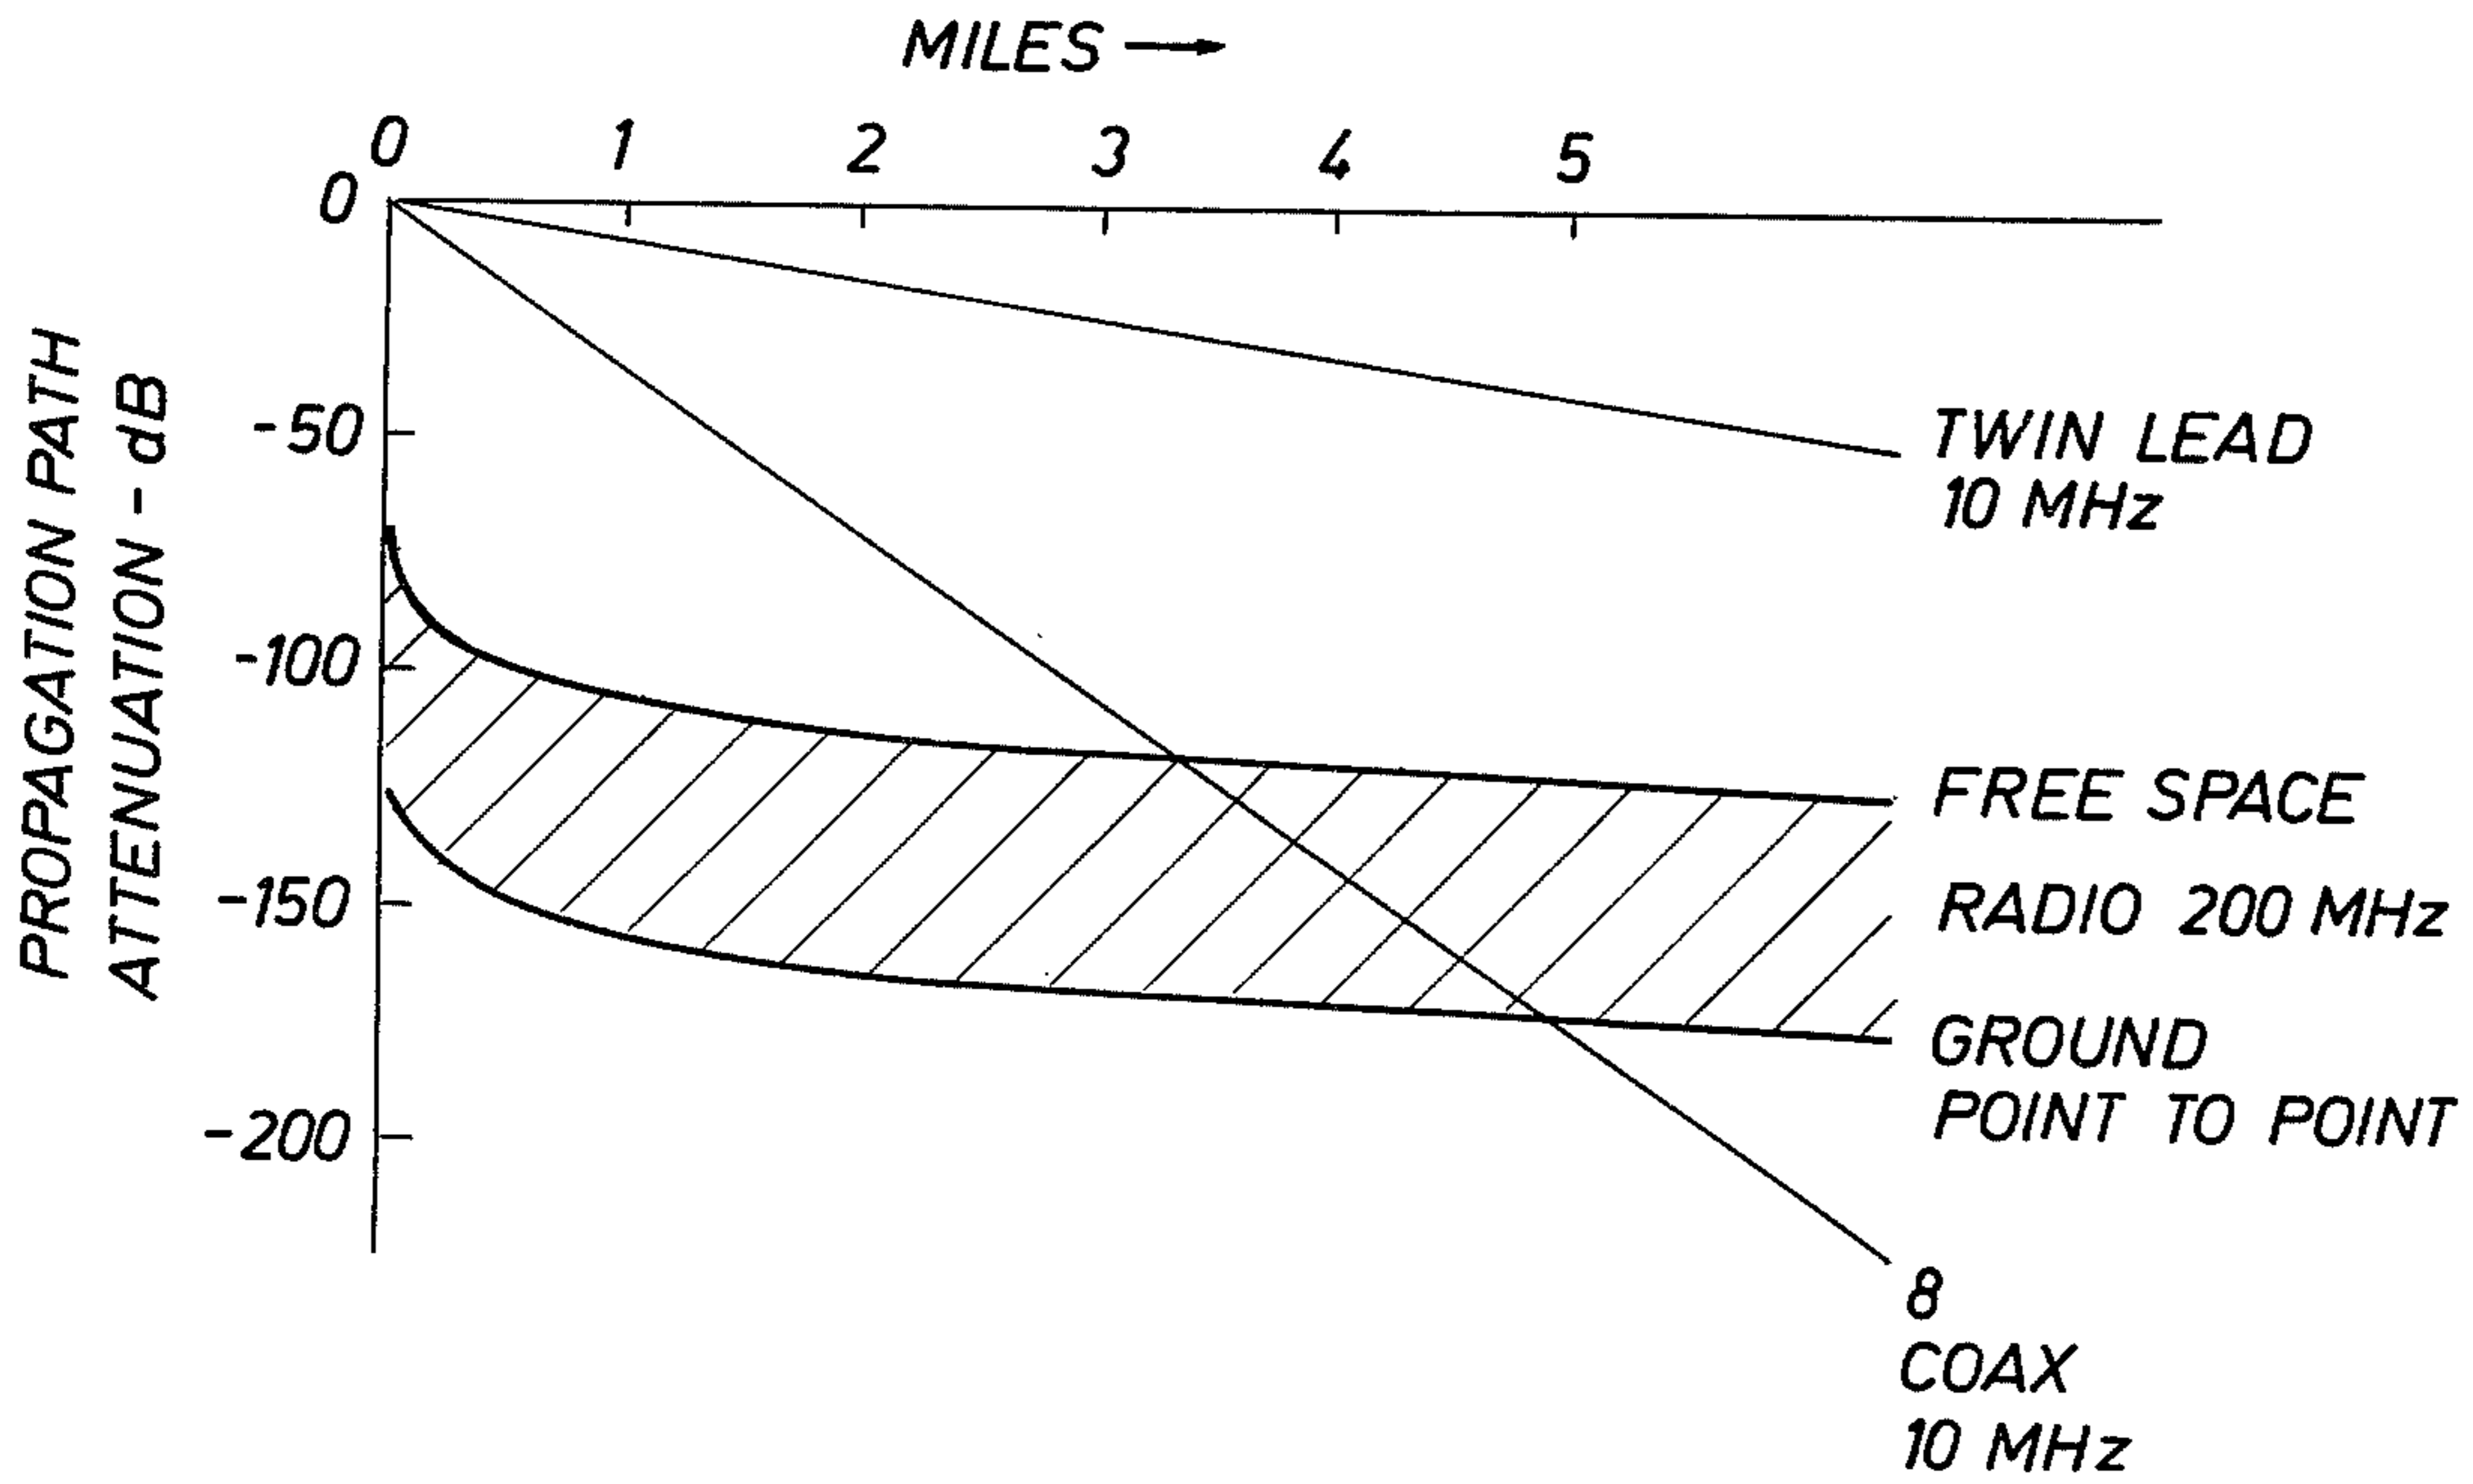 MILES
0 1 2 3 4 5
0
-50
-100
-150
-200
PROPAGATION PATH
ATTENUATION - dB
TWIN LEAD
10 MHz
FREE SPACE
RADIO 200 MHz
GROUND
POINT TO POINT
8
COAX
10 MHz